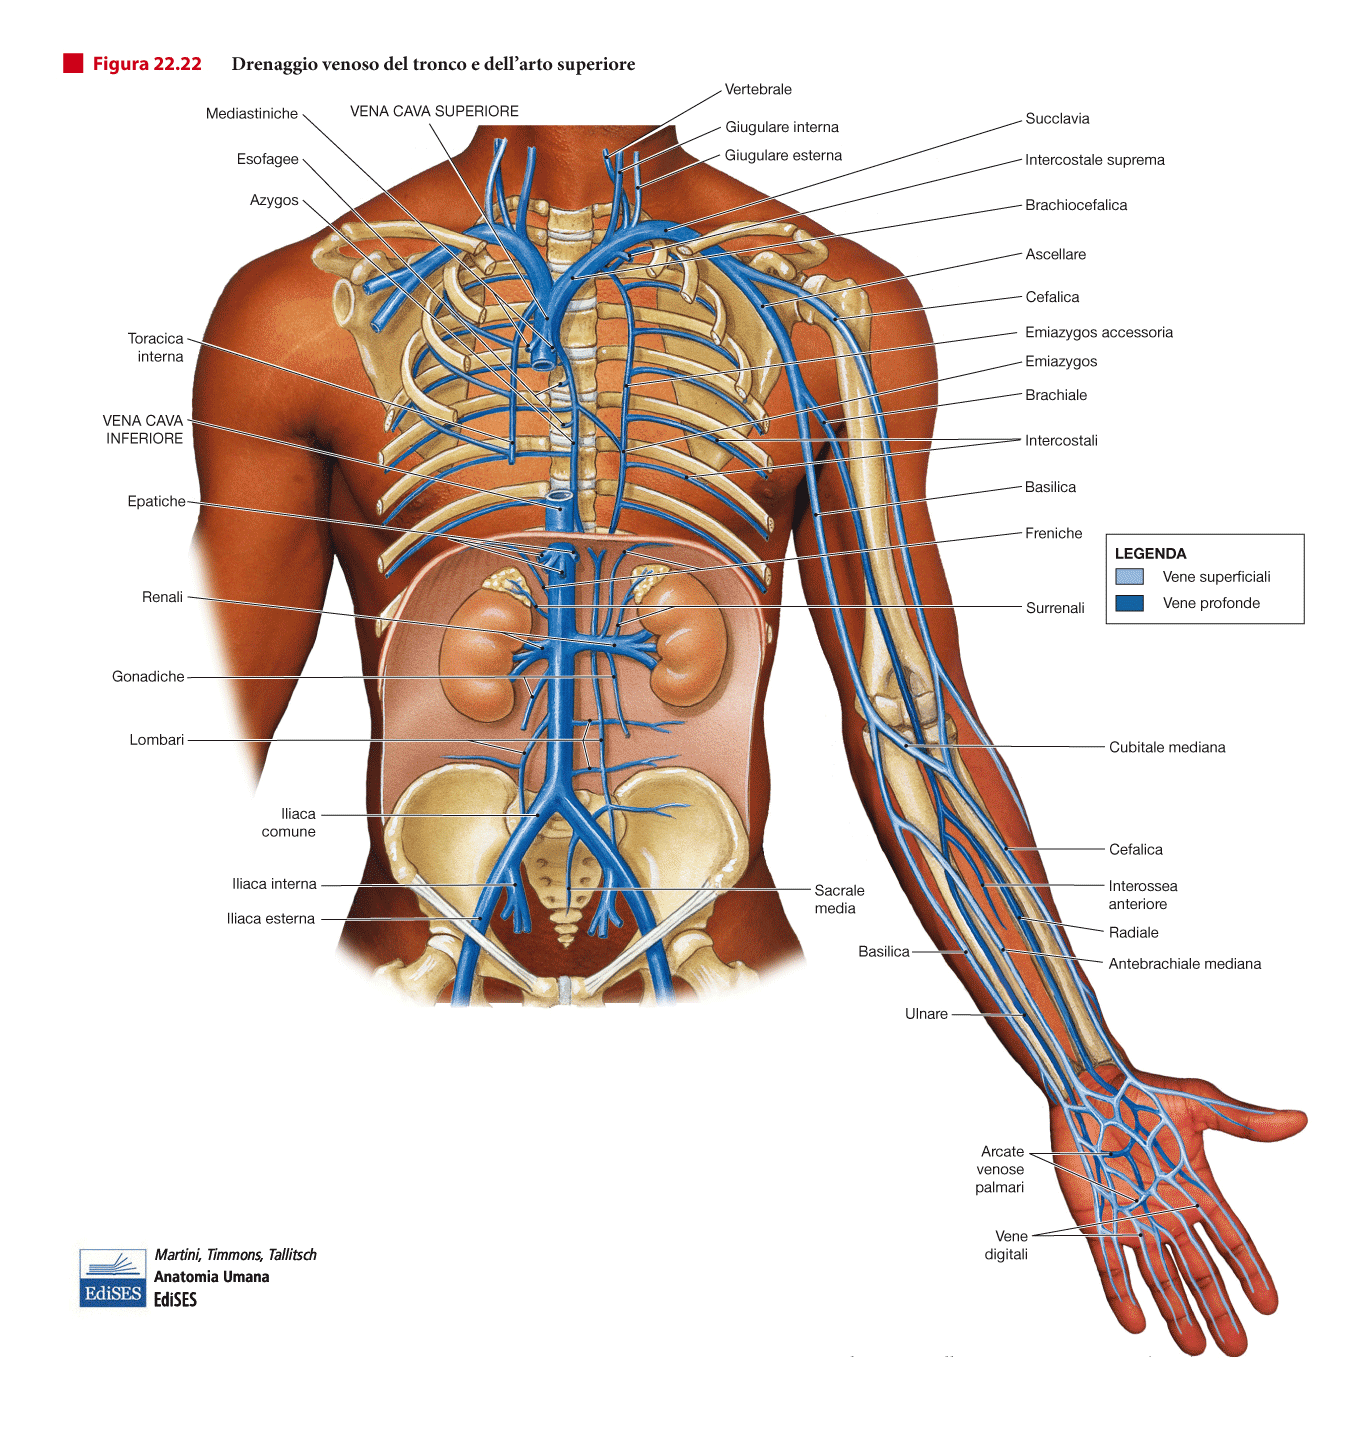 Figura 22.22 Drenaggio venoso del tronco e dell'arto superiore
Mediastiniche
VENA CAVA SUPERIORE
Esofagee
Azygos
Vertebrale
Giugulare interna
Giugulare esterna
Succlavia
Intercostale suprema
Brachiocefalica
Ascellare
Cefalica
Emiazygos accessoria
Emiazygos
Brachiale
Intercostali
Basilica
Freniche
Surrenali
Toracica
interna
VENA CAVA
INFERIORE
Epatiche
Renali
Gonadiche
Lombari
Iliaca
comune
Iliaca interna
Iliaca esterna
LEGENDA
Vene superficiali
Vene profonde
Cubitale mediana
Cefalica
Interossea
anteriore
Radiale
Antebrachiale mediana
Sacrale
media
Basilica
Ulnare
Arcate
venose
palmari
Vene
digitali
EdiSES
Martini, Timmons, Tallitsch
Anatomia Umana
EdiSES